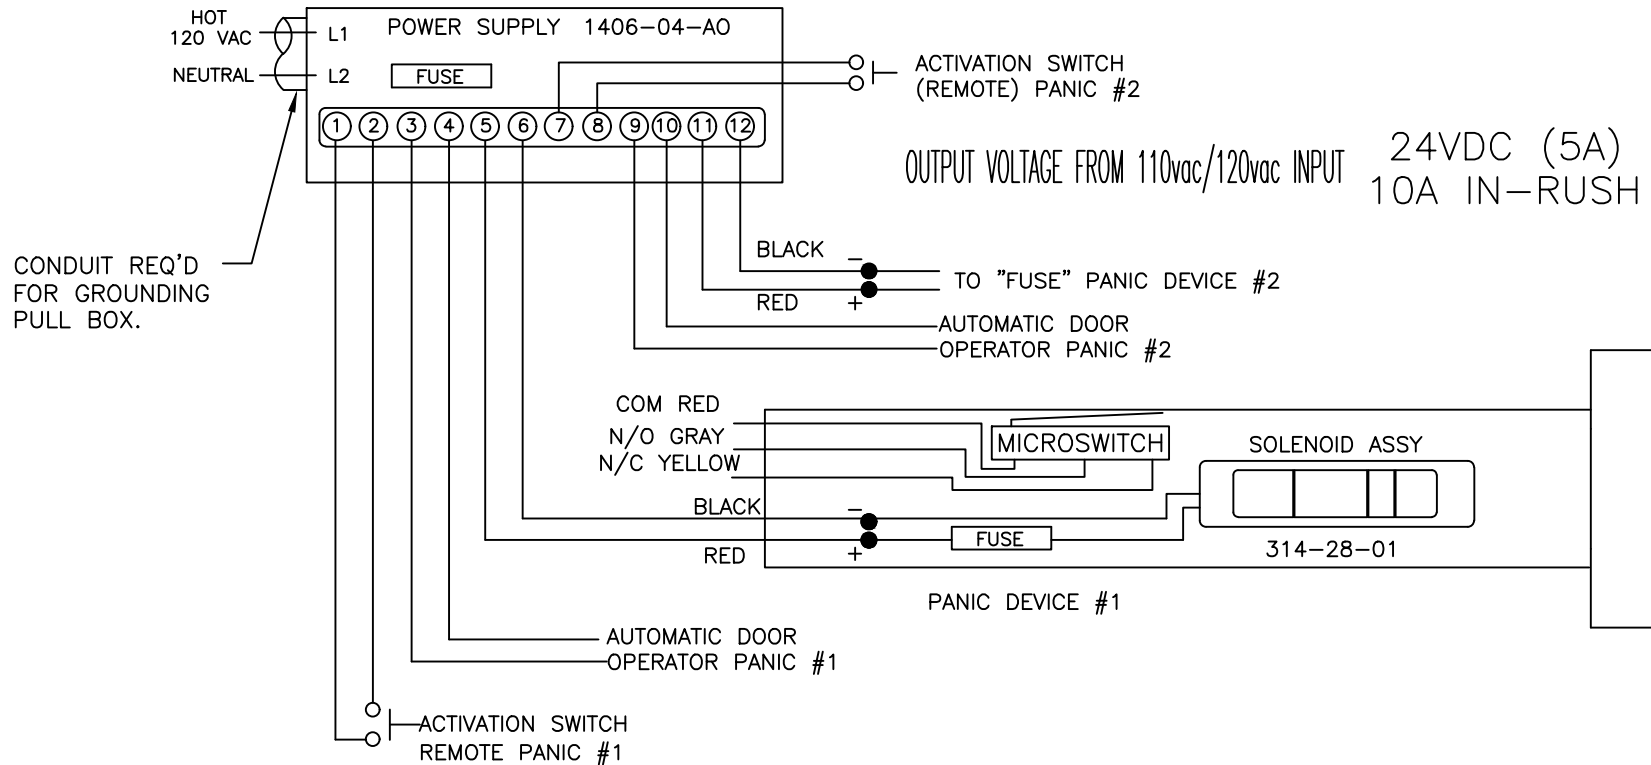 HOT
120 VAC
NEUTRAL
L1
L2
POWER SUPPLY 1406-04-AO
FUSE
1 2 3 4 5 6 7 8 9 10 11 12
ACTIVATION SWITCH
(REMOTE) PANIC #2
OUTPUT VOLTAGE FROM 110vac/120vac INPUT
24VDC (5A)
10A IN-RUSH
CONDUIT REQ'D
FOR GROUNDING
PULL BOX.
BLACK
-
RED
+
TO "FUSE" PANIC DEVICE #2
AUTOMATIC DOOR
OPERATOR PANIC #2
COM RED
N/O GRAY
N/C YELLOW
MICROSWITCH
SOLENOID ASSY
314-28-01
BLACK
-
RED
+
FUSE
PANIC DEVICE #1
AUTOMATIC DOOR
OPERATOR PANIC #1
ACTIVATION SWITCH
REMOTE PANIC #1